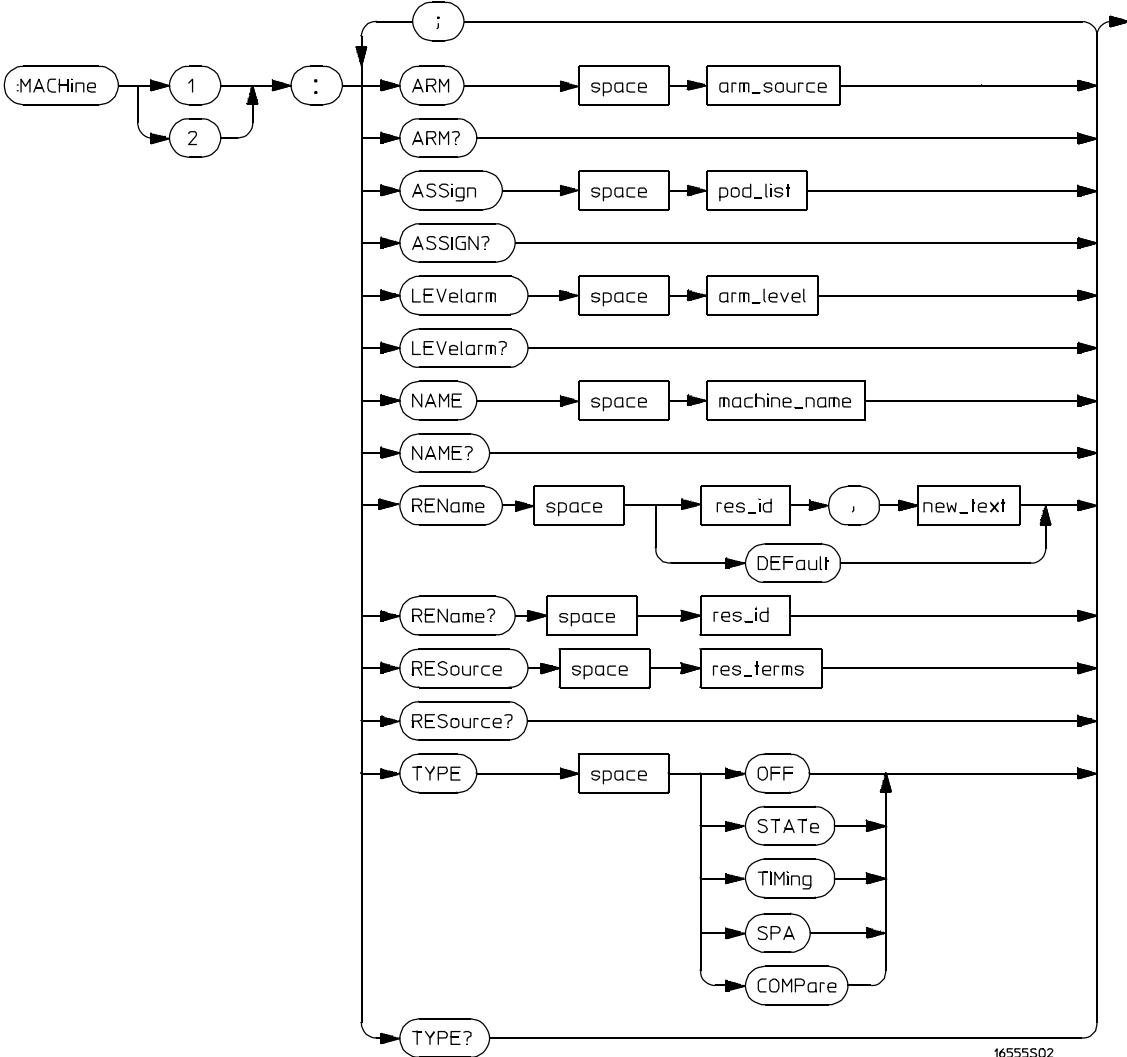 ;
:MACHine 1 : ARM space arm_source
2 ARM?
ASSign space pod_list
ASSIGN?
LEVelarm space arm_level
LEVelarm?
NAME space machine_name
NAME?
REName space res_id , new_text
DEFault
REName? space res_id
RESource space res_terms
RESource?
TYPE space OFF
STATe
TIMing
SPA
COMPare
TYPE?
16555S02